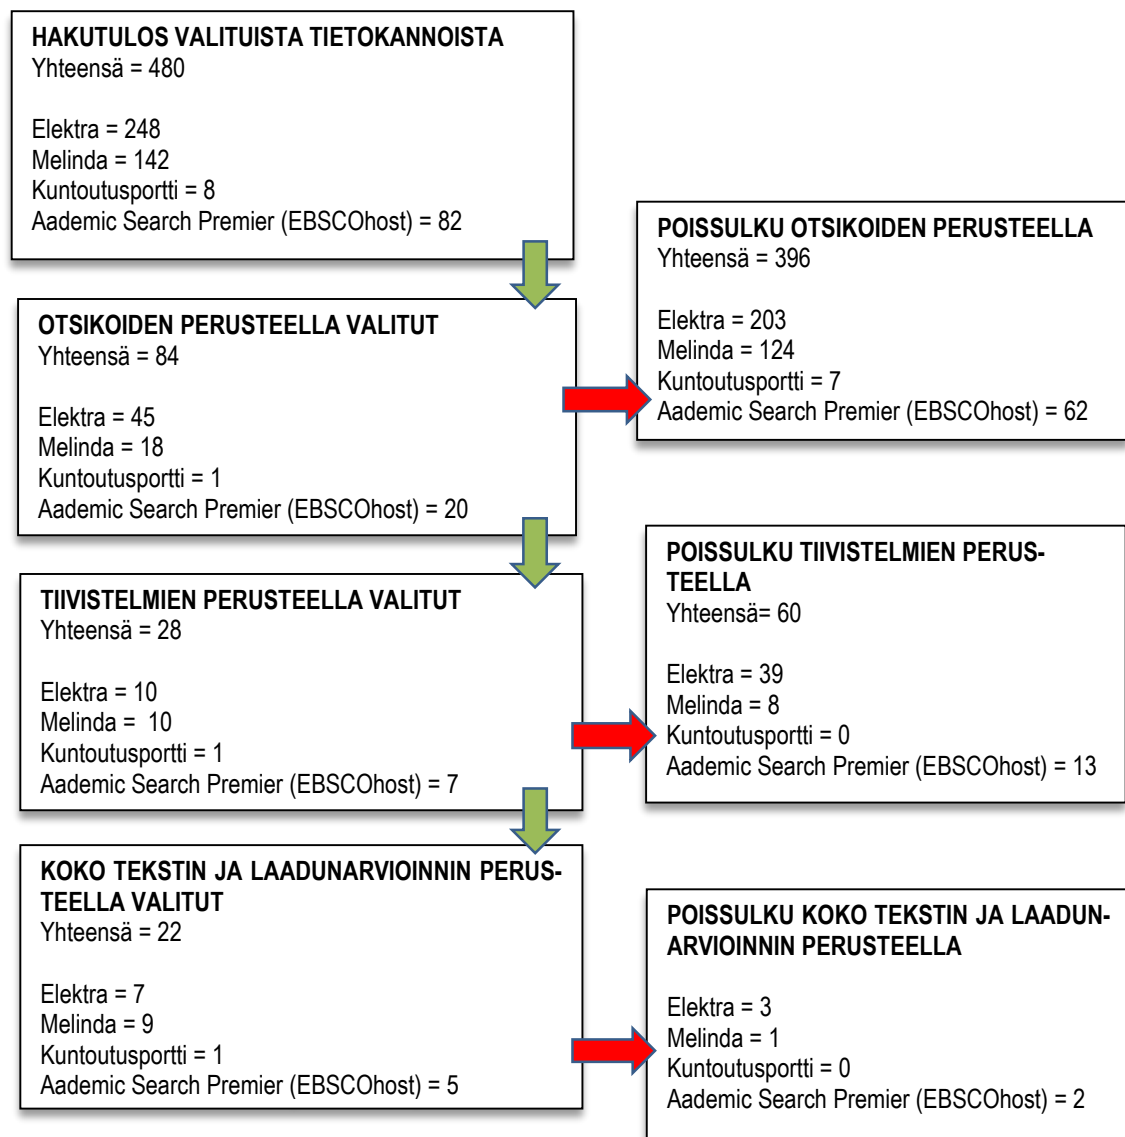 HAKUTULOS VALITUISTA TIETOKANNOISTA
Yhteensä = 480
Elektra = 248
Melinda = 142
Kuntoutusportti = 8
Aademic Search Premier (EBSCOhost) = 82
POISSULKU OTSIKOIDEN PERUSTEELLA
Yhteensä = 396
Elektra = 203
Melinda = 124
Kuntoutusportti = 7
Aademic Search Premier (EBSCOhost) = 62
OTSIKOIDEN PERUSTEELLA VALITUT
Yhteensä = 84
Elektra = 45
Melinda = 18
Kuntoutusportti = 1
Aademic Search Premier (EBSCOhost) = 20
POISSULKU TIIVISTELMIEN PERUS-
TEELLA
Yhteensä= 60
Elektra = 39
Melinda = 8
Kuntoutusportti = 0
Aademic Search Premier (EBSCOhost) = 13
TIIVISTELMIEN PERUSTEELLA VALITUT
Yhteensä = 28
Elektra = 10
Melinda =  10
Kuntoutusportti = 1
Aademic Search Premier (EBSCOhost) = 7
KOKO TEKSTIN JA LAADUNARVIOINNIN PERUS-
TEELLA VALITUT
Yhteensä = 22
Elektra = 7
Melinda = 9
Kuntoutusportti = 1
Aademic Search Premier (EBSCOhost) = 5
POISSULKU KOKO TEKSTIN JA LAADUN-
ARVIOINNIN PERUSTEELLA
Elektra = 3
Melinda = 1
Kuntoutusportti = 0
Aademic Search Premier (EBSCOhost) = 2